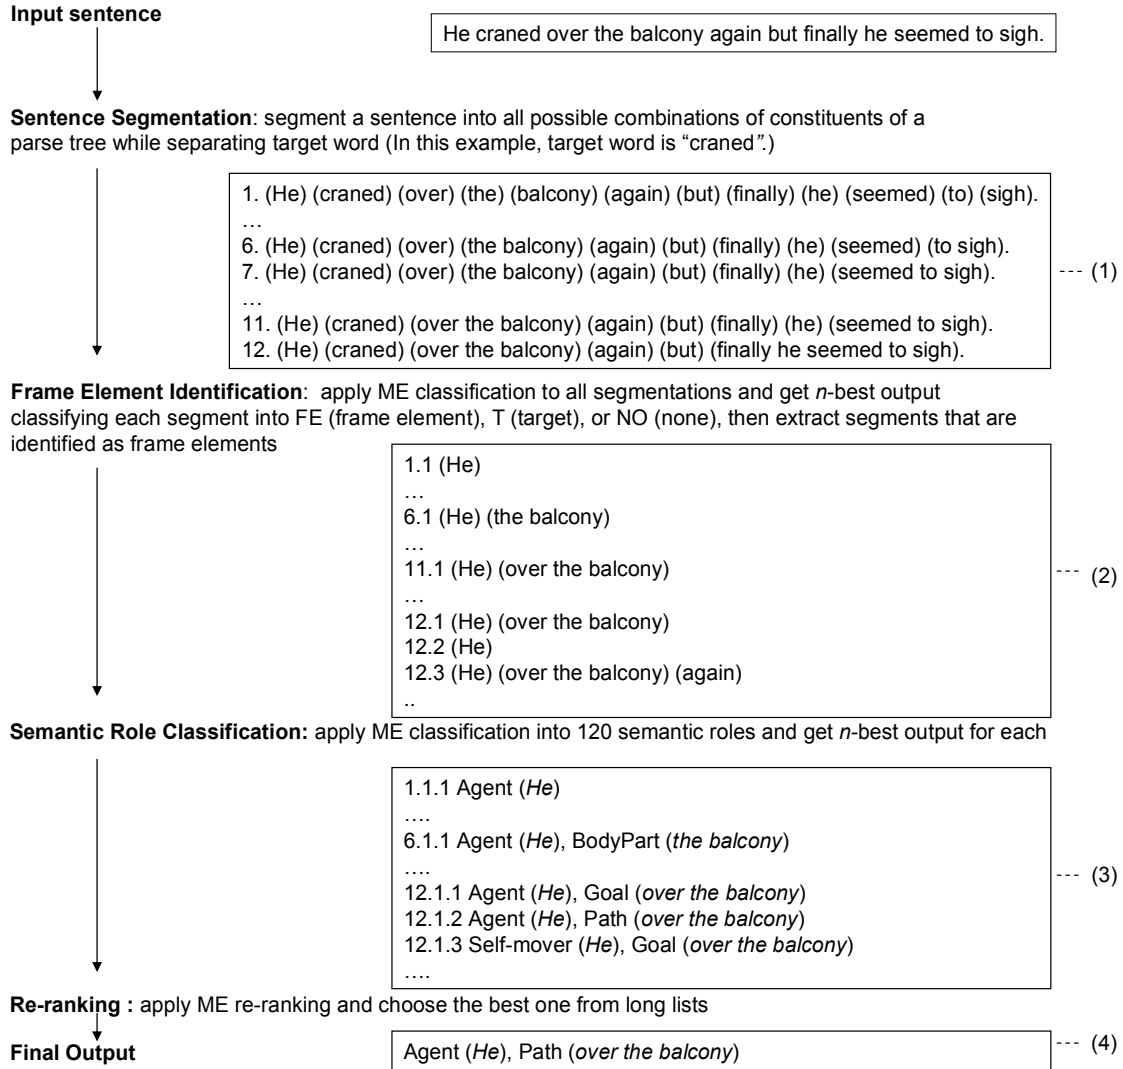 Input sentence
He craned over the balcony again but finally he seemed to sigh.
Sentence Segmentation: segment a sentence into all possible combinations of constituents of a
parse tree while separating target word (In this example, target word is “craned”.)
1. (He) (craned) (over) (the) (balcony) (again) (but) (finally) (he) (seemed) (to) (sigh).
…
6. (He) (craned) (over) (the balcony) (again) (but) (finally) (he) (seemed) (to sigh).
7. (He) (craned) (over) (the balcony) (again) (but) (finally) (he) (seemed to sigh).
…
11. (He) (craned) (over the balcony) (again) (but) (finally) (he) (seemed to sigh).
12. (He) (craned) (over the balcony) (again) (but) (finally he seemed to sigh).
--- (1)
Frame Element Identification: apply ME classification to all segmentations and get n-best output
classifying each segment into FE (frame element), T (target), or NO (none), then extract segments that are
identified as frame elements
1.1 (He)
…
6.1 (He) (the balcony)
…
11.1 (He) (over the balcony)
…
12.1 (He) (over the balcony)
12.2 (He)
12.3 (He) (over the balcony) (again)
..
--- (2)
Semantic Role Classification: apply ME classification into 120 semantic roles and get n-best output for each
1.1.1 Agent (He)
….
6.1.1 Agent (He), BodyPart (the balcony)
….
12.1.1 Agent (He), Goal (over the balcony)
12.1.2 Agent (He), Path (over the balcony)
12.1.3 Self-mover (He), Goal (over the balcony)
….
--- (3)
Re-ranking : apply ME re-ranking and choose the best one from long lists
Final Output
Agent (He), Path (over the balcony)
--- (4)